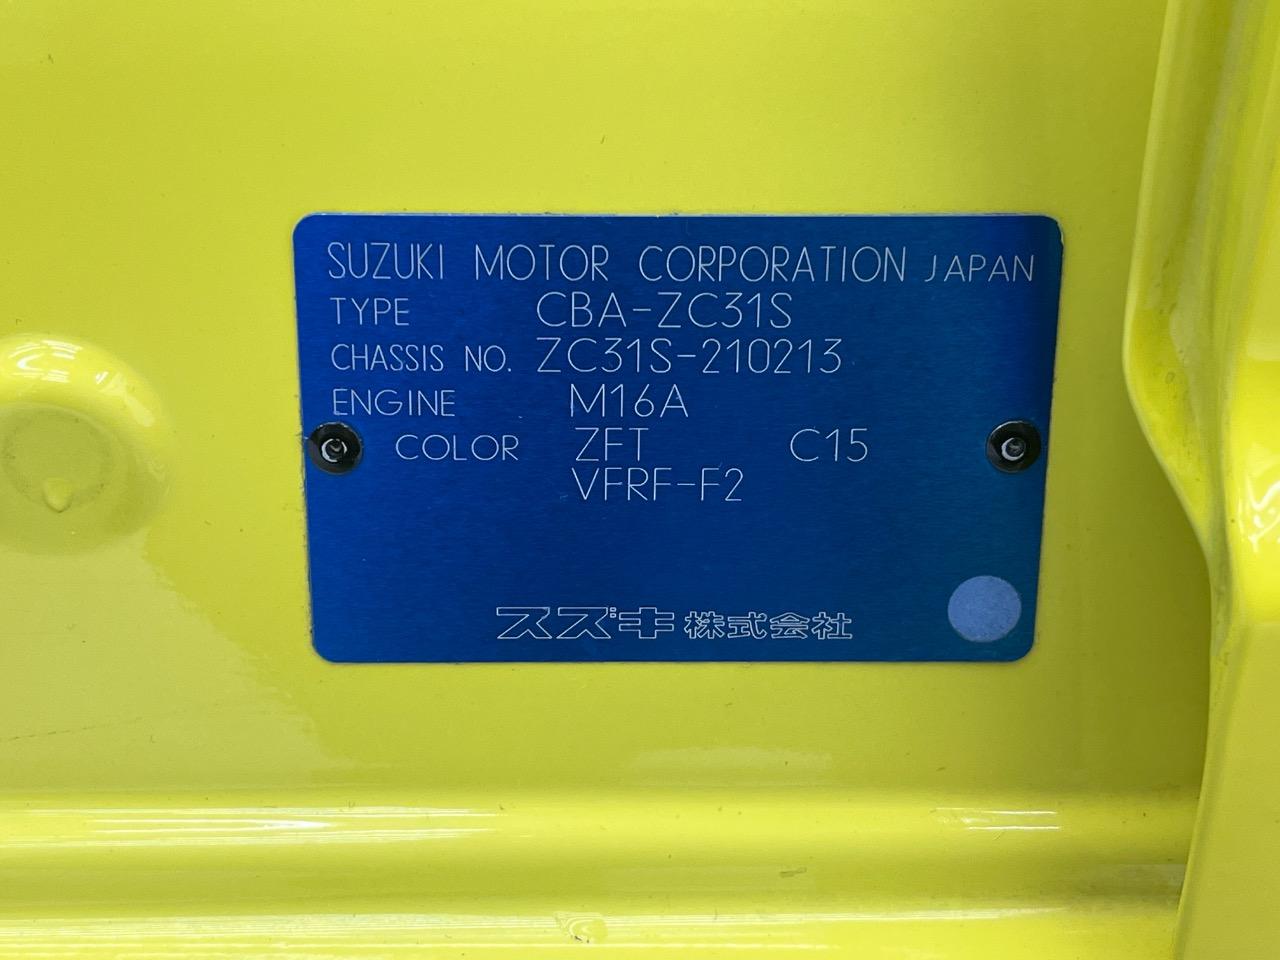 SUZUKI MOTOR CORPORATION JAPAN
TYPE CBA-ZC31S
CHASSIS NO. ZC31S-210213
ENGINE M16A
COLOR ZFT C15
VFRF-F2
スズキ株式会社